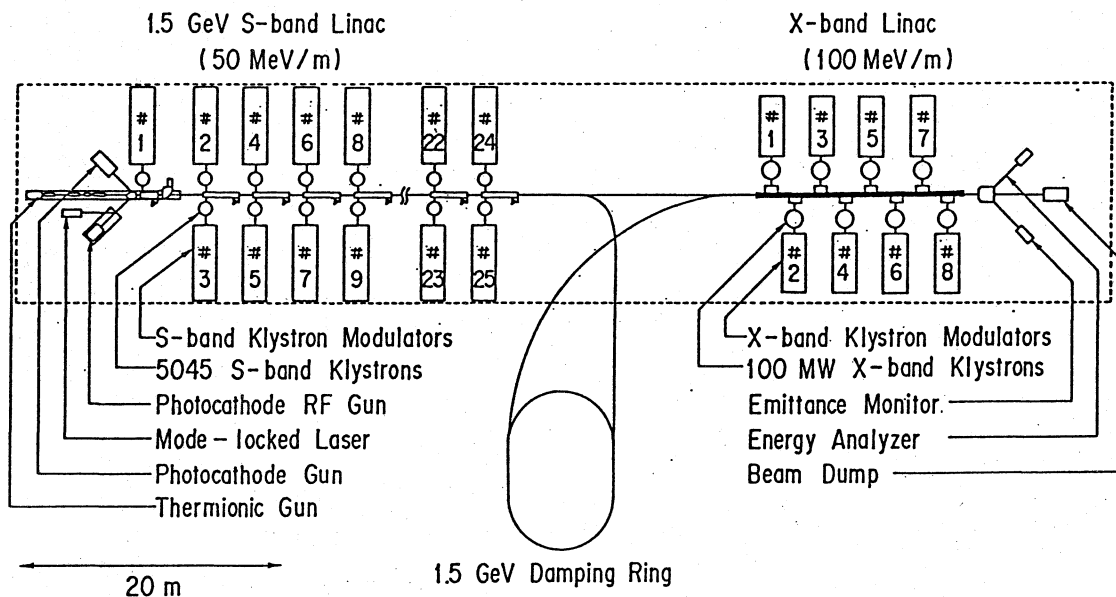 1.5 GeV S-band Linac
(50 MeV/m)
X-band Linac
(100 MeV/m)
# 1
# 2
# 4
# 6
# 8
# 22
# 24
# 3
# 5
# 7
# 9
# 23
# 25
# 1
# 3
# 5
# 7
# 2
# 4
# 6
# 8
S-band Klystron Modulators
5045 S-band Klystrons
Photocathode RF Gun
Mode-locked Laser
Photocathode Gun
Thermionic Gun
X-band Klystron Modulators
100 MW X-band Klystrons
Emittance Monitor
Energy Analyzer
Beam Dump
20 m
1.5 GeV Damping Ring